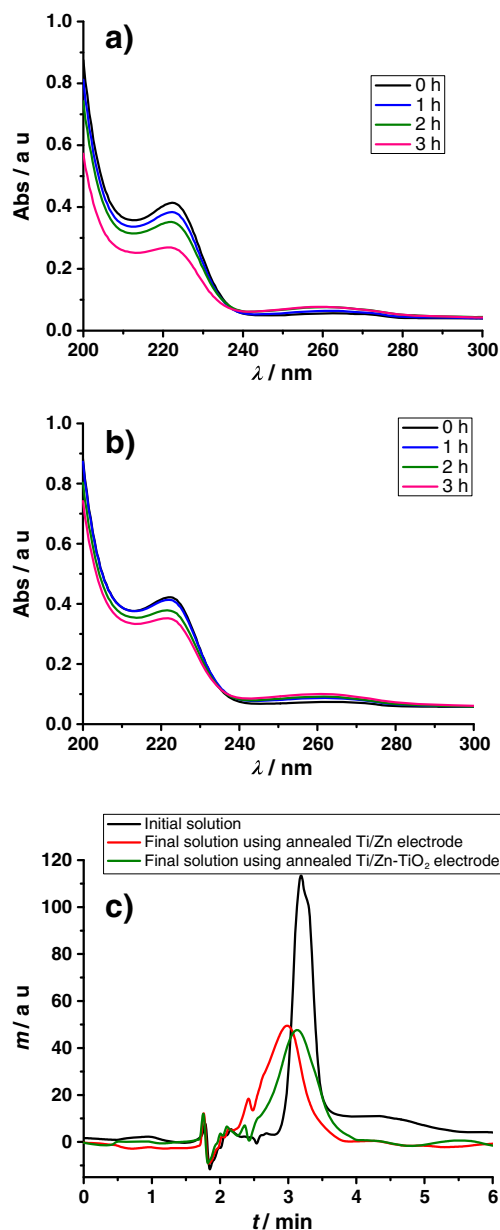 a)
0 h
1 h
2 h
3 h
Abs / a u
1.0
0.8
0.6
0.4
0.2
0.0
200 220 240 260 280 300
λ / nm
b)
0 h
1 h
2 h
3 h
Abs / a u
1.0
0.8
0.6
0.4
0.2
0.0
200 220 240 260 280 300
λ / nm
Initial solution
Final solution using annealed Ti/Zn electrode
Final solution using annealed Ti/Zn-TiO₂ electrode
c)
m / a u
120
100
80
60
40
20
0
0 1 2 3 4 5 6
t / min